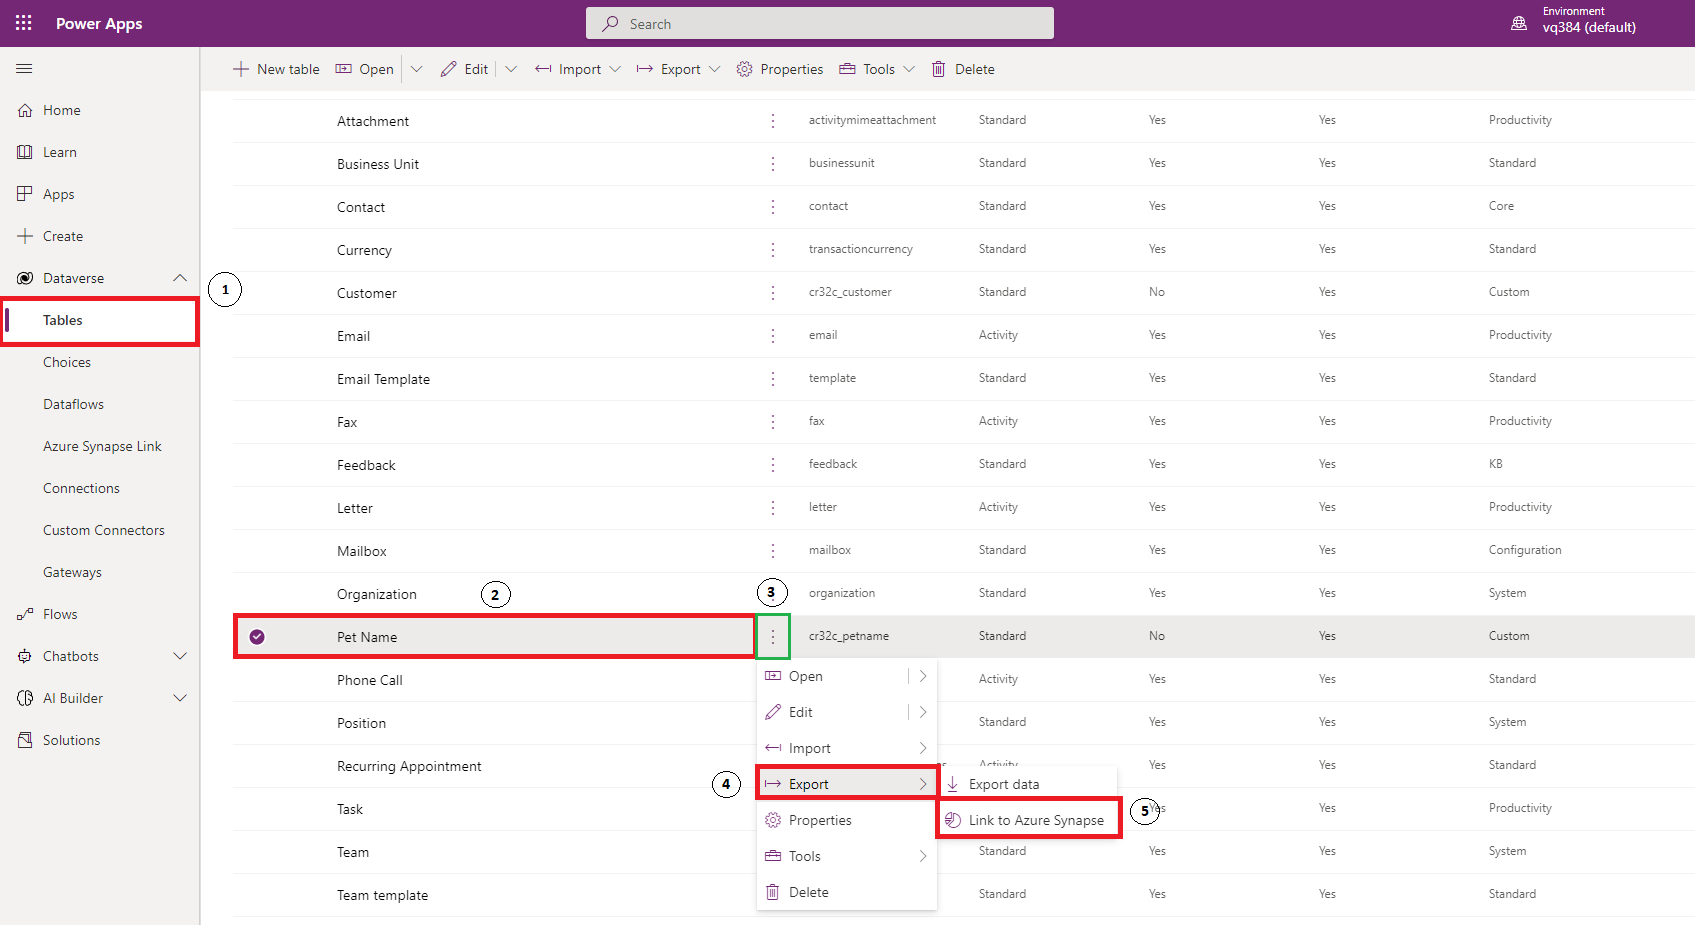 Power Apps
Search
Environment
vq384 (default)
New table Open Edit Import Export Properties Tools Delete
Home
Learn
Apps
Create
Dataverse
1
Tables
Choices
Dataflows
Azure Synapse Link
Connections
Custom Connectors
Gateways
Flows
Chatbots
AI Builder
Solutions
Attachment activitymimeattachment Standard Yes Yes Productivity
Business Unit businessunit Standard Yes Yes Standard
Contact contact Standard Yes Yes Core
Currency transactioncurrency Standard Yes Yes Standard
Customer cr32c_customer Standard No Yes Custom
Email email Activity Yes Yes Productivity
Email Template template Standard Yes Yes Standard
Fax fax Activity Yes Yes Productivity
Feedback feedback Standard Yes Yes KB
Letter letter Activity Yes Yes Productivity
Mailbox mailbox Standard Yes Yes Configuration
Organization 2 3 organization Standard Yes Yes System
Pet Name cr32c_petname Standard No Yes Custom
Phone Call Activity Yes Yes Standard
Position Standard Yes Yes System
Recurring Appointment Activity Yes Yes Standard
Task Yes Yes Productivity
Team Standard Yes Yes System
Team template Standard Yes Yes Standard
Open
Edit
Import
4 Export
Properties
Tools
Delete
Export data
Link to Azure Synapse 5